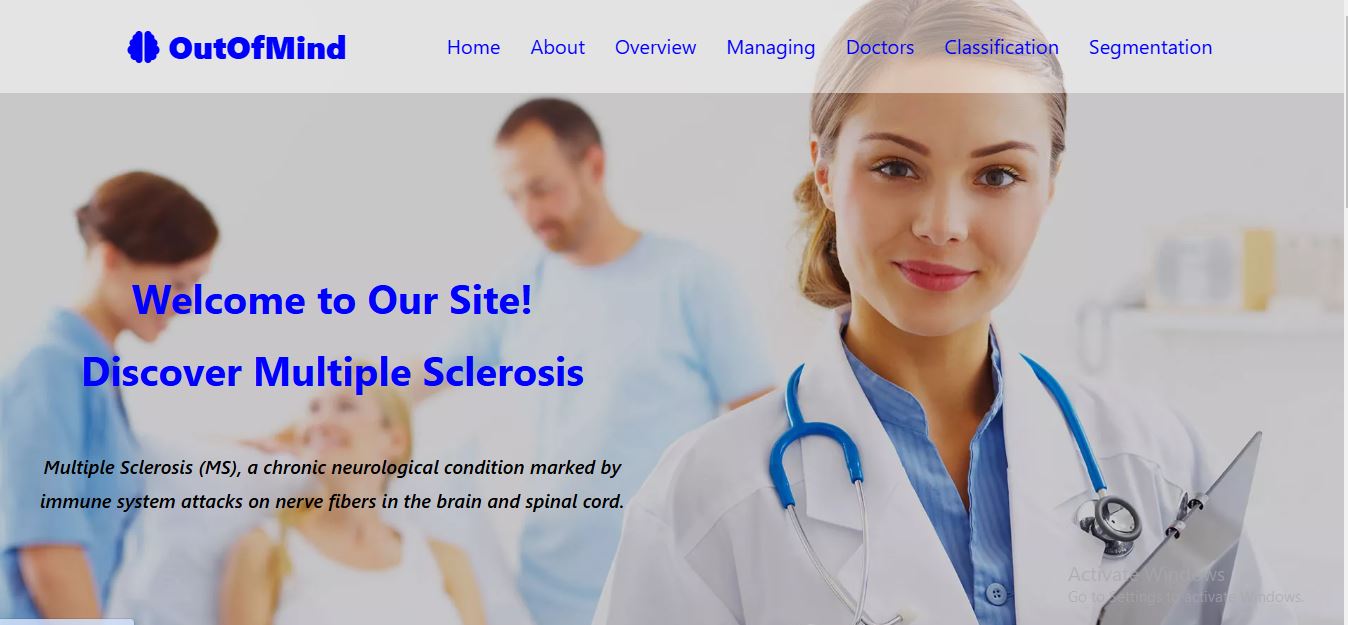 OutOfMind
Home About Overview Managing Doctors Classification Segmentation
Welcome to Our Site!
Discover Multiple Sclerosis
Multiple Sclerosis (MS), a chronic neurological condition marked by
immune system attacks on nerve fibers in the brain and spinal cord.
Activate Windows
Go to Settings to activate Windows.